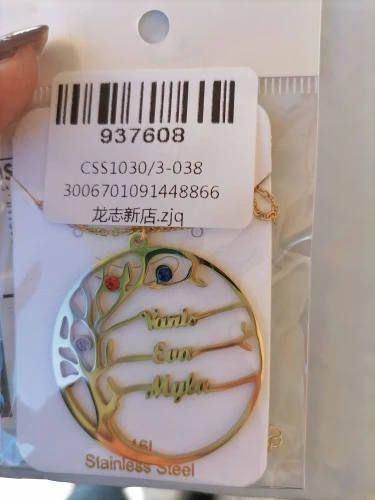 937608
CSS1030/3-038
3006701091448866
龙志新店.zjq
Yanis
Eva
Myla
Stainless Steel